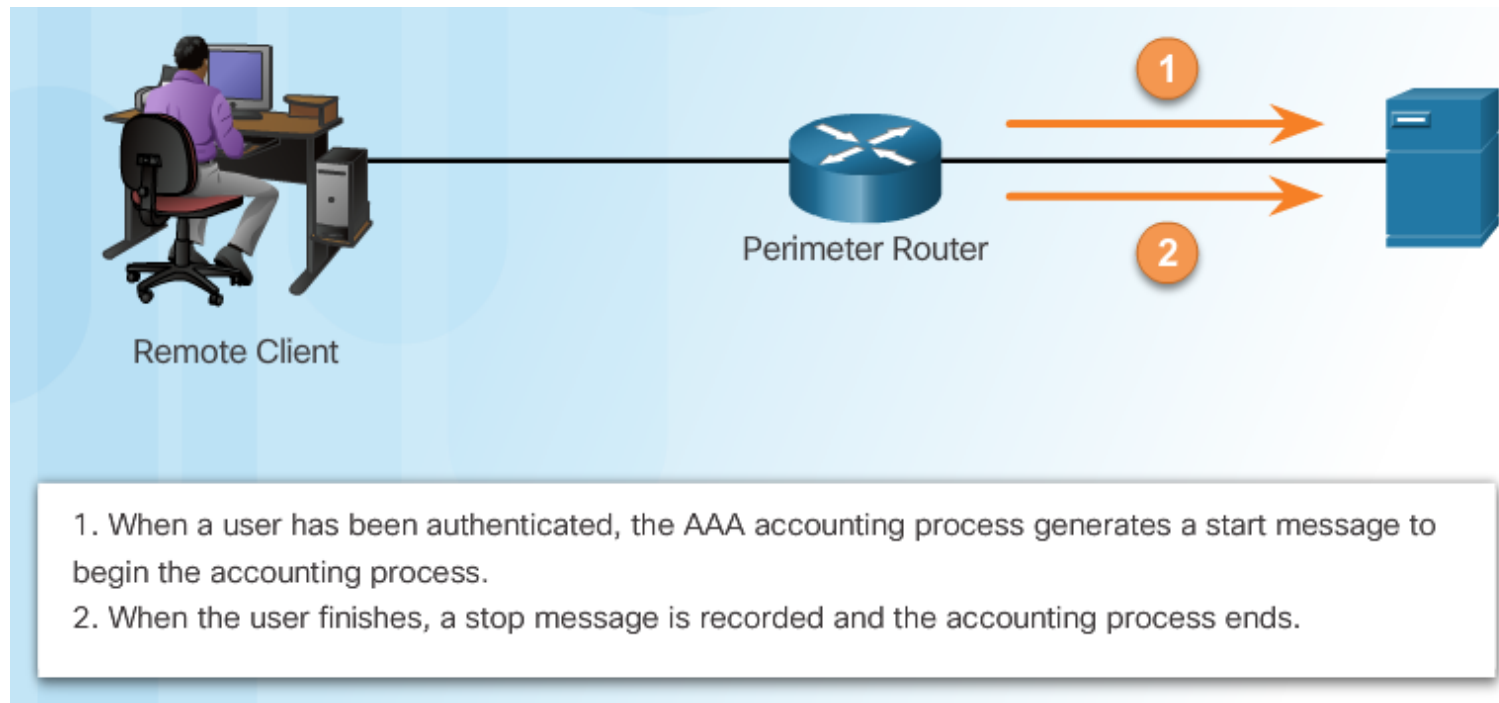 1
Perimeter Router
2
Remote Client
1. When a user has been authenticated, the AAA accounting process generates a start message to
begin the accounting process.
2. When the user finishes, a stop message is recorded and the accounting process ends.